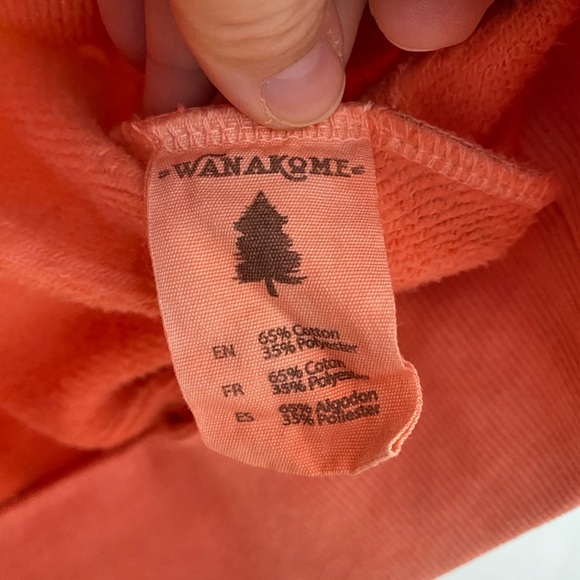 WANAKOME
EN 65% Cotton
35% Polyester
FR 65% Coton
35% Polyester
ES 65% Algodon
35% Poliester